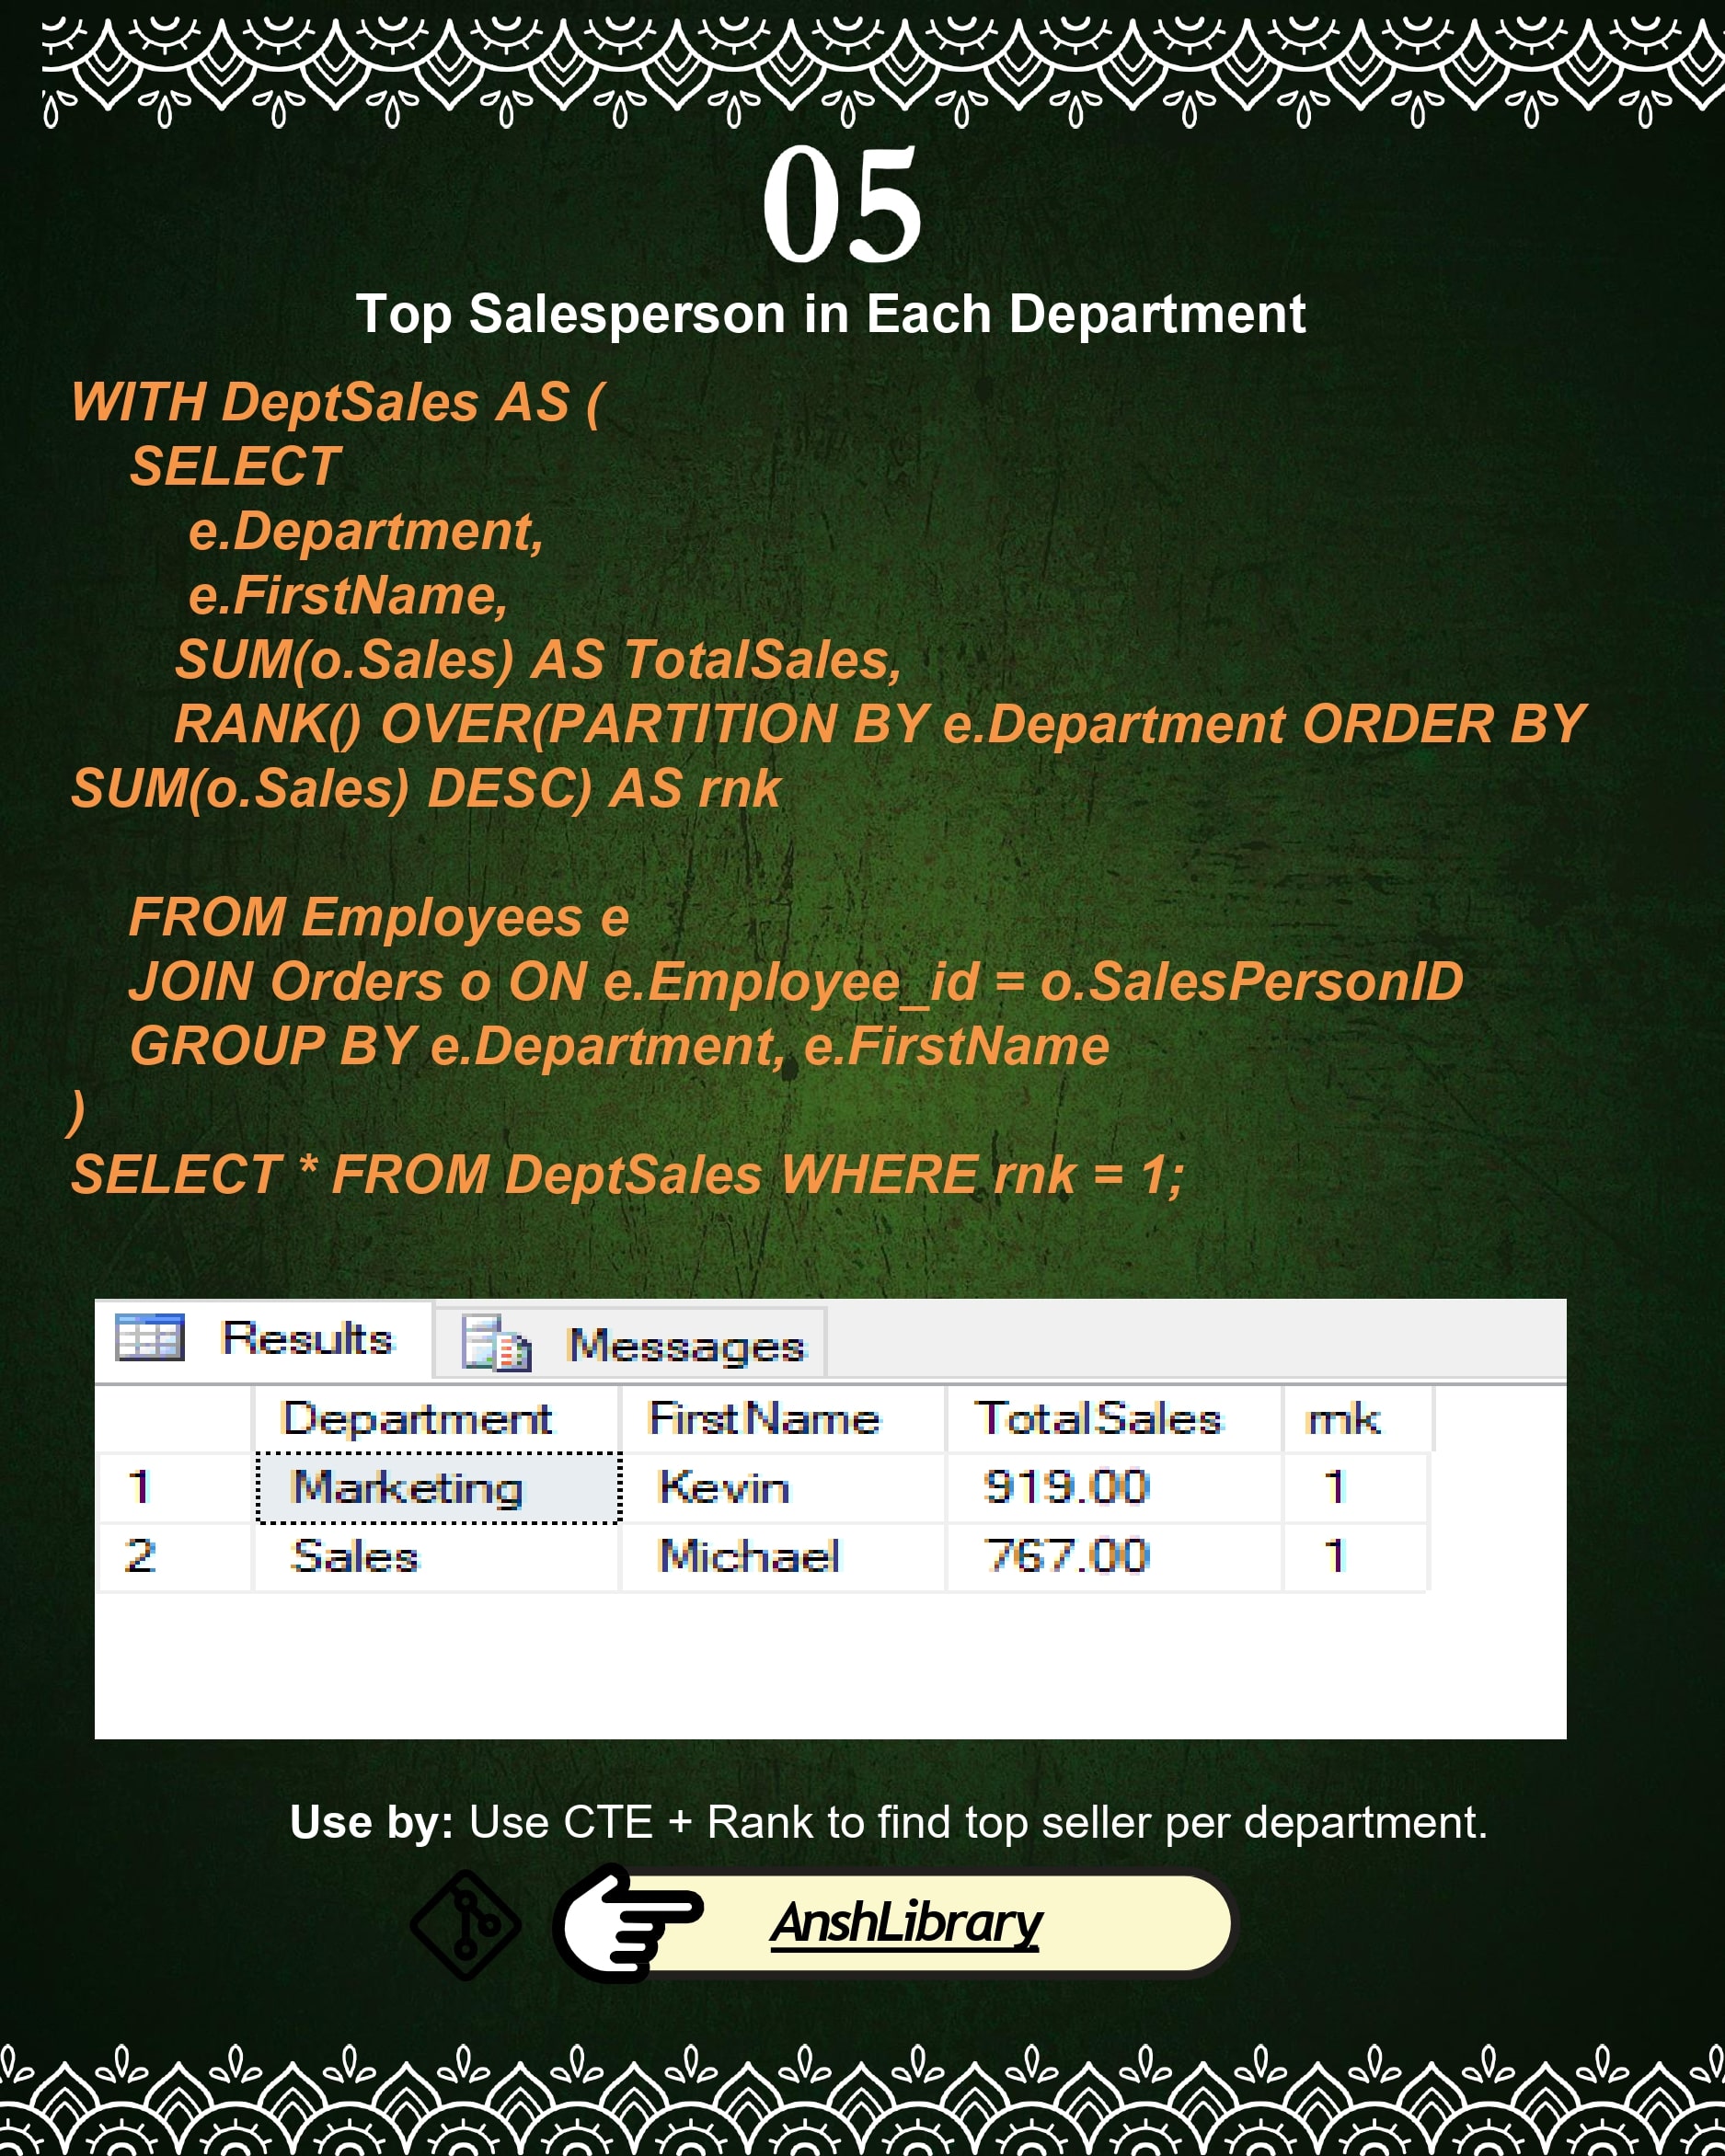 05
Top Salesperson in Each Department
WITH DeptSales AS (
SELECT
e.Department,
e.FirstName,
SUM(o.Sales) AS TotalSales,
RANK() OVER(PARTITION BY e.Department ORDER BY
SUM(o.Sales) DESC) AS rnk
FROM Employees e
JOIN Orders o ON e.Employee_id = o.SalesPersonID
GROUP BY e.Department, e.FirstName
)
SELECT * FROM DeptSales WHERE rnk = 1;
Results Messages
Department FirstName TotalSales rnk
1 Marketing Kevin 919.00 1
2 Sales Michael 767.00 1
Use by: Use CTE + Rank to find top seller per department.
AnshLibrary